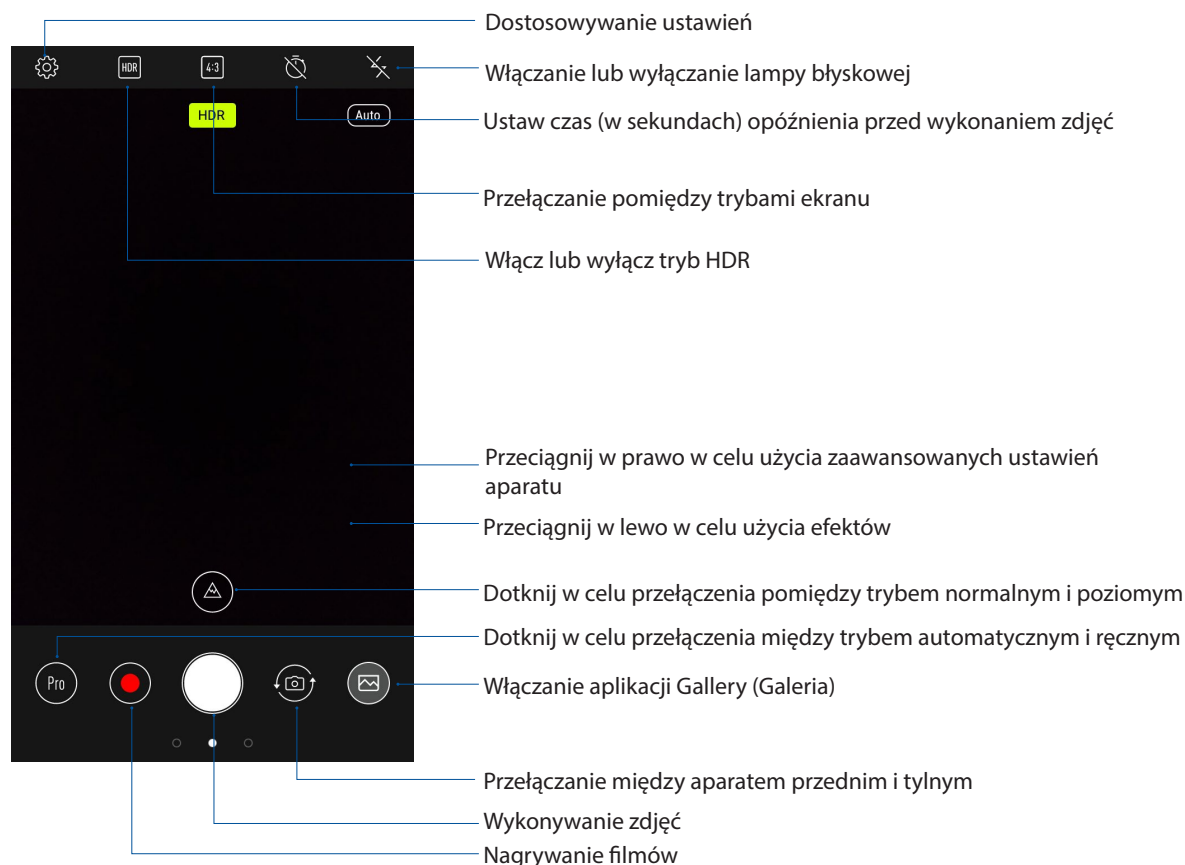 Dostosowywanie ustawień
HDR
4:3
Włączanie lub wyłączanie lampy błyskowej
HDR
Auto
Ustaw czas (w sekundach) opóźnienia przed wykonaniem zdjęć
Przełączanie pomiędzy trybami ekranu
Włącz lub wyłącz tryb HDR
Przeciągnij w prawo w celu użycia zaawansowanych ustawień
aparatu
Przeciągnij w lewo w celu użycia efektów
Dotknij w celu przełączenia pomiędzy trybem normalnym i poziomym
Dotknij w celu przełączenia między trybem automatycznym i ręcznym
Pro
Włączanie aplikacji Gallery (Galeria)
Przełączanie między aparatem przednim i tylnym
Wykonywanie zdjęć
Nagrywanie filmów